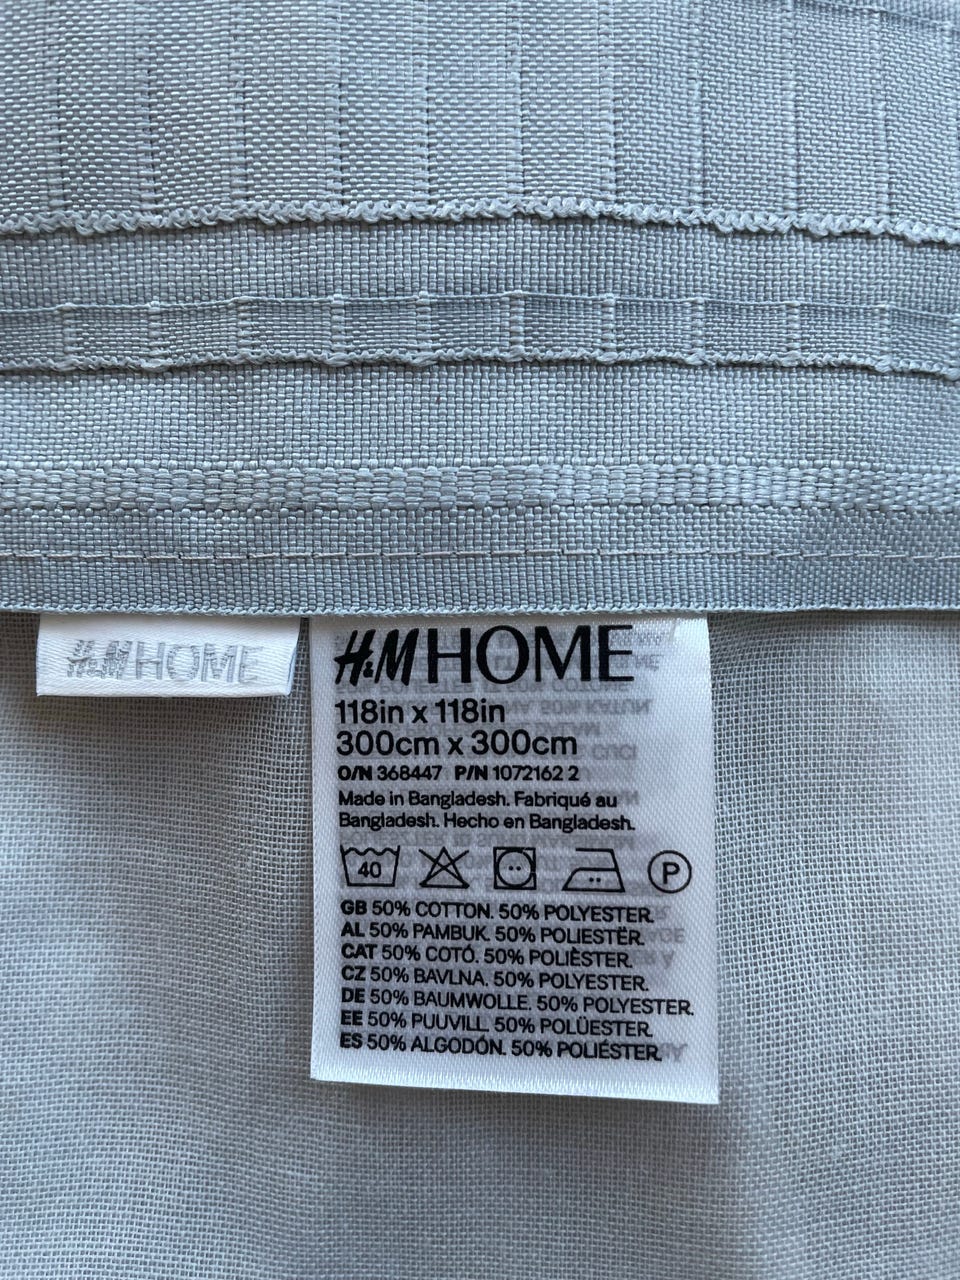 H&M HOME
H&M HOME
118in x 118in
300cm x 300cm
O/N 368447 P/N 1072162 2
Made in Bangladesh. Fabriqué au
Bangladesh. Hecho en Bangladesh.
40 P
GB 50% COTTON. 50% POLYESTER.
AL 50% PAMBUK. 50% POLIESTËR.
CAT 50% COTÓ. 50% POLIÈSTER.
CZ 50% BAVLNA. 50% POLYESTER.
DE 50% BAUMWOLLE. 50% POLYESTER.
EE 50% PUUVILL. 50% POLÜESTER.
ES 50% ALGODÓN. 50% POLIÉSTER.